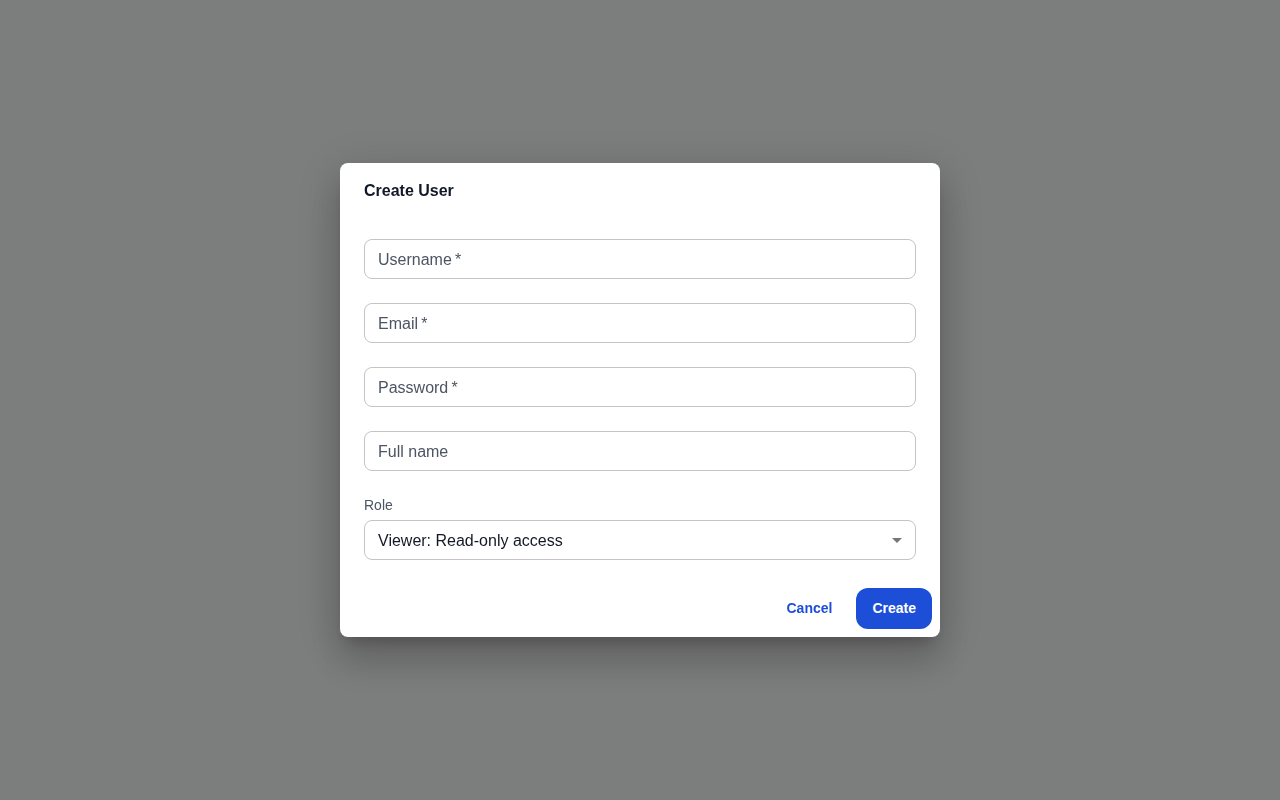 Create User
Username *
Email *
Password *
Full name
Role
Viewer: Read-only access
Cancel
Create